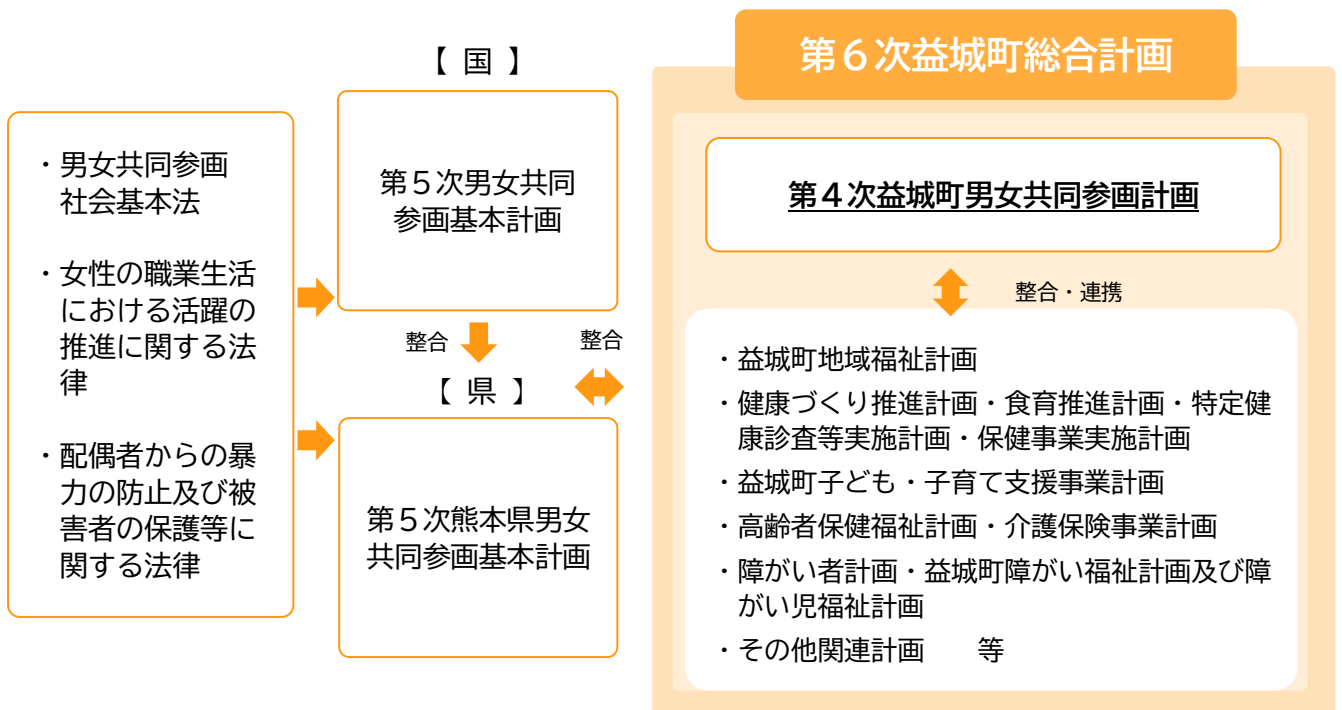 ・男女共同参画
社会基本法
・女性の職業生活
における活躍の
推進に関する法
律
・配偶者からの暴
力の防止及び被
害者の保護等に
関する法律
【 国 】
第５次男女共同
参画基本計画
整合
整合
【 県 】
第５次熊本県男女
共同参画基本計画
第６次益城町総合計画
第４次益城町男女共同参画計画
整合・連携
・益城町地域福祉計画
・健康づくり推進計画・食育推進計画・特定健
康診査等実施計画・保健事業実施計画
・益城町子ども・子育て支援事業計画
・高齢者保健福祉計画・介護保険事業計画
・障がい者計画・益城町障がい福祉計画及び障
がい児福祉計画
・その他関連計画　　等